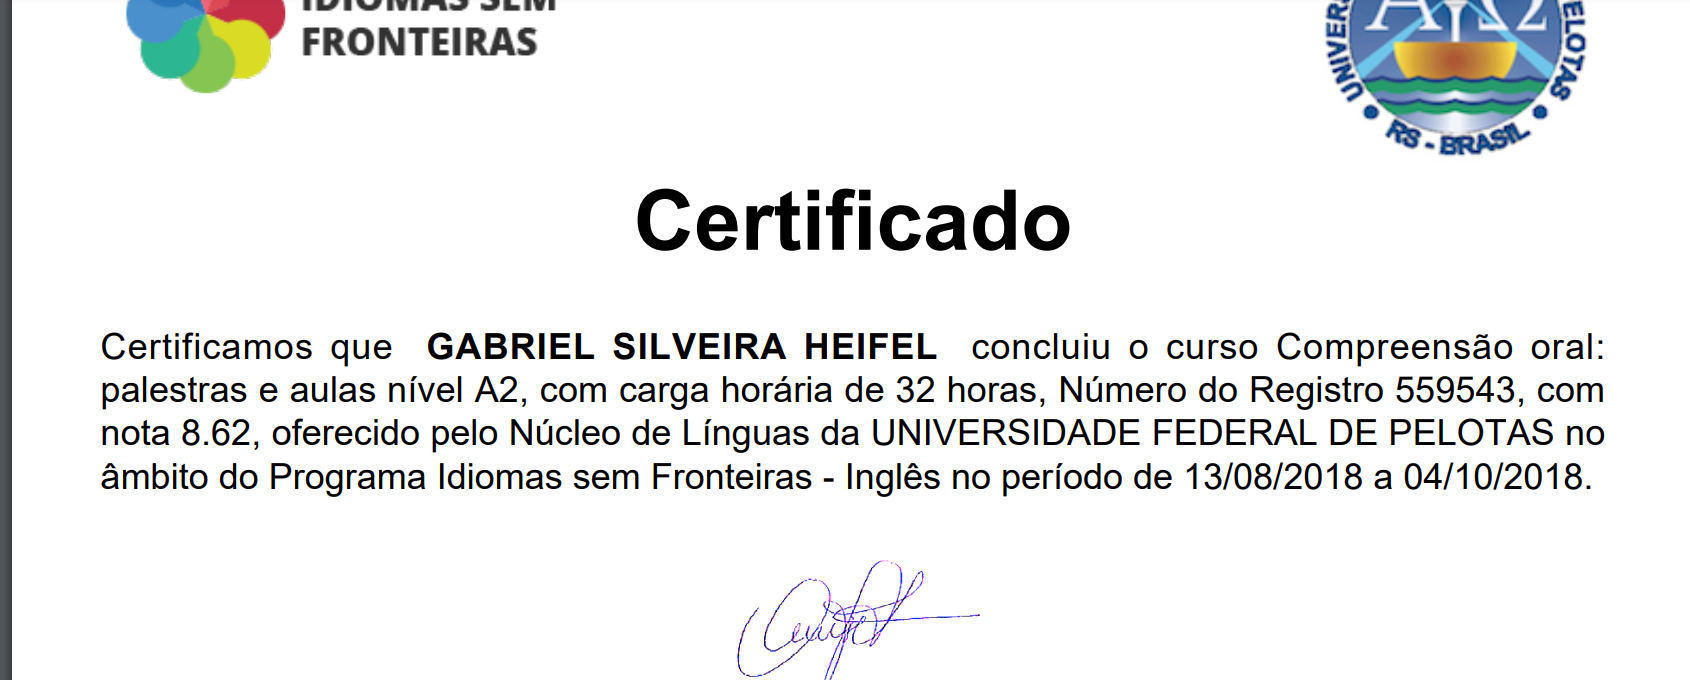 IDIOMAS SEM
FRONTEIRAS
ΑΩ
RS - BRASIL
Certificado
Certificamos que GABRIEL SILVEIRA HEIFEL concluiu o curso Compreensão oral:
palestras e aulas nível A2, com carga horária de 32 horas, Número do Registro 559543, com
nota 8.62, oferecido pelo Núcleo de Línguas da UNIVERSIDADE FEDERAL DE PELOTAS no
âmbito do Programa Idiomas sem Fronteiras - Inglês no período de 13/08/2018 a 04/10/2018.